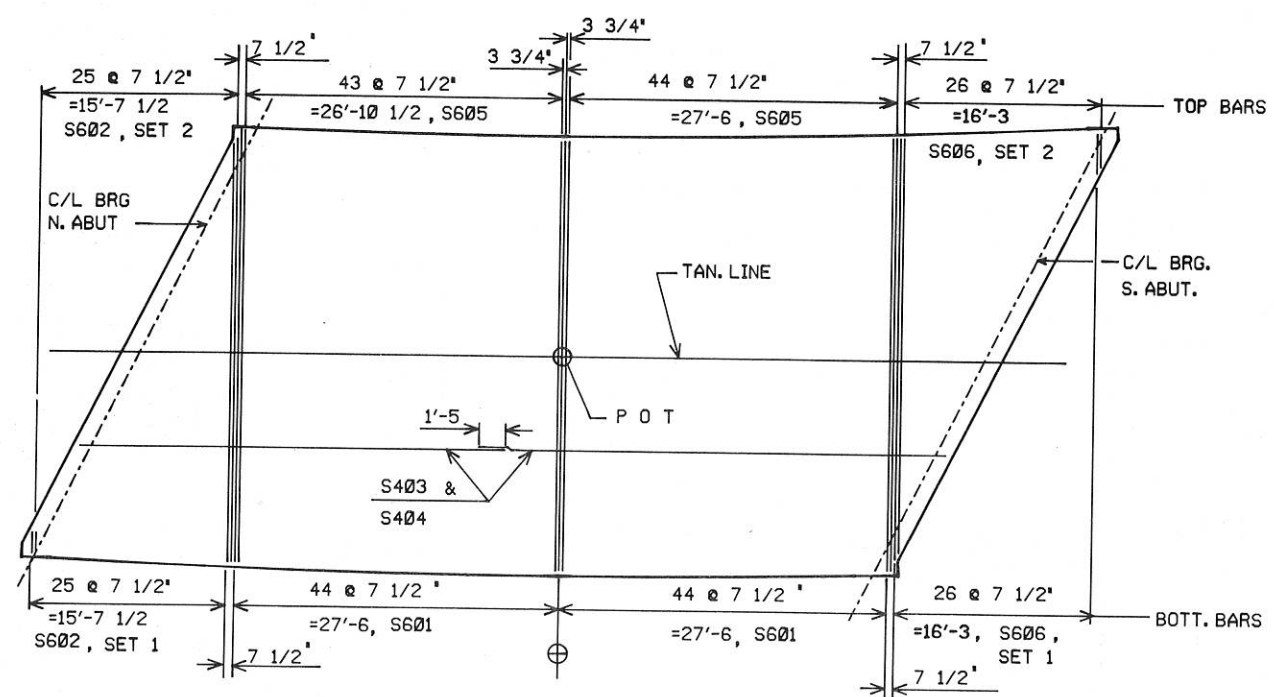 3 3/4"
7 1/2"
3 3/4"
7 1/2"
25 @ 7 1/2"
43 @ 7 1/2"
44 @ 7 1/2"
26 @ 7 1/2"
=15'-7 1/2
=26'-10 1/2, S605
=27'-6, S605
=16'-3
TOP BARS
S602, SET 2
S606, SET 2
C/L BRG
N. ABUT
TAN. LINE
C/L BRG.
S. ABUT.
P O T
1'-5
S403 &
S404
25 @ 7 1/2"
44 @ 7 1/2"
44 @ 7 1/2"
26 @ 7 1/2"
=15'-7 1/2
=27'-6, S601
=27'-6, S601
=16'-3, S606,
BOTT. BARS
S602, SET 1
SET 1
7 1/2"
7 1/2"